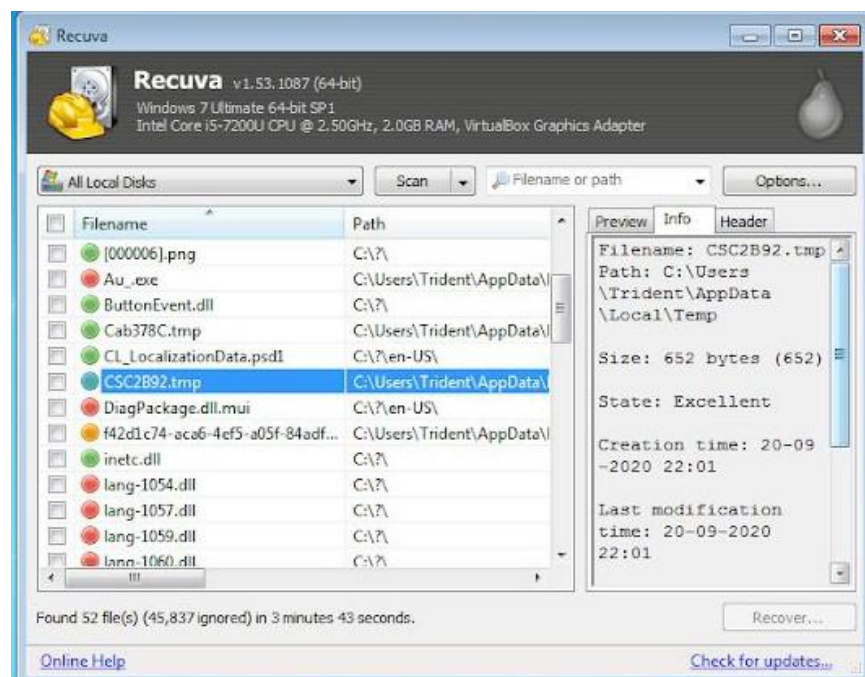 Recuva
Recuva v1.53.1087 (64-bit)
Windows 7 Ultimate 64-bit SP1
Intel Core i5-7200U CPU @ 2.50GHz, 2.0GB RAM, VirtualBox Graphics Adapter
All Local Disks Scan Filename or path Options...
Filename Path
[000006].png C:\?\
Au_.exe C:\Users\Trident\AppData\
ButtonEvent.dll C:\?\
Cab378C.tmp C:\Users\Trident\AppData\
CL_LocalizationData.psd1 C:\?\en-US\
CSC2B92.tmp C:\Users\Trident\AppData\
DiagPackage.dll.mui C:\?\en-US\
f42d1c74-aca6-4ef5-a05f-84adf... C:\Users\Trident\AppData\
inetc.dll C:\?\
lang-1054.dll C:\?\
lang-1057.dll C:\?\
lang-1059.dll C:\?\
lang-1060.dll C:\?\
Preview Info Header
Filename: CSC2B92.tmp
Path: C:\Users
\Trident\AppData
\Local\Temp
Size: 652 bytes (652)
State: Excellent
Creation time: 20-09
-2020 22:01
Last modification
time: 20-09-2020
22:01
Found 52 file(s) (45,837 ignored) in 3 minutes 43 seconds. Recover...
Online Help Check for updates...